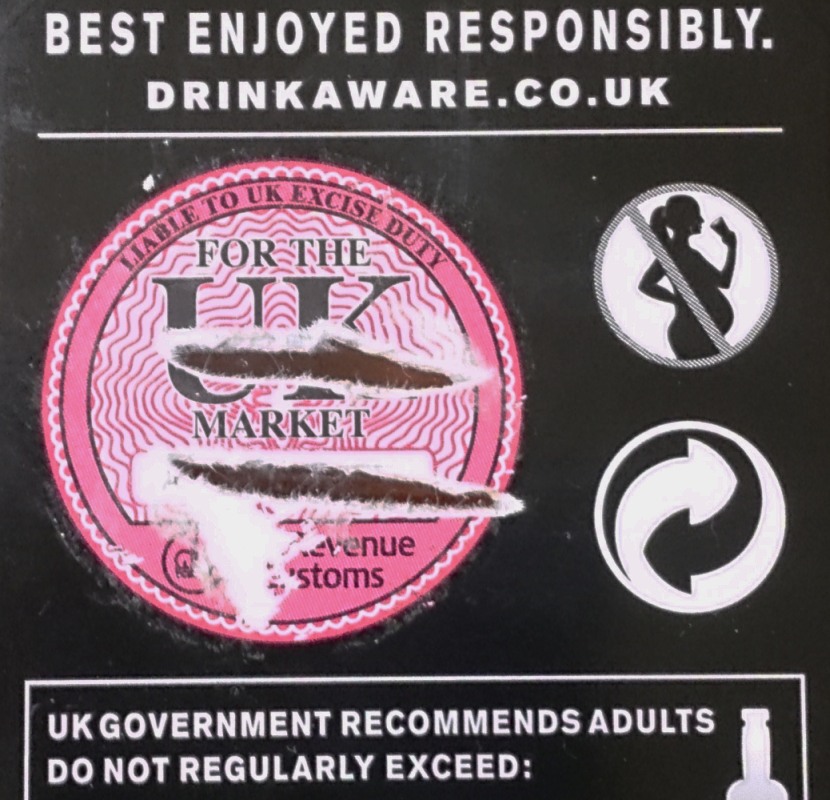 BEST ENJOYED RESPONSIBLY.
DRINKAWARE.CO.UK
LIABLE TO UK EXCISE DUTY
FOR THE
UK
MARKET
UK GOVERNMENT RECOMMENDS ADULTS
DO NOT REGULARLY EXCEED: